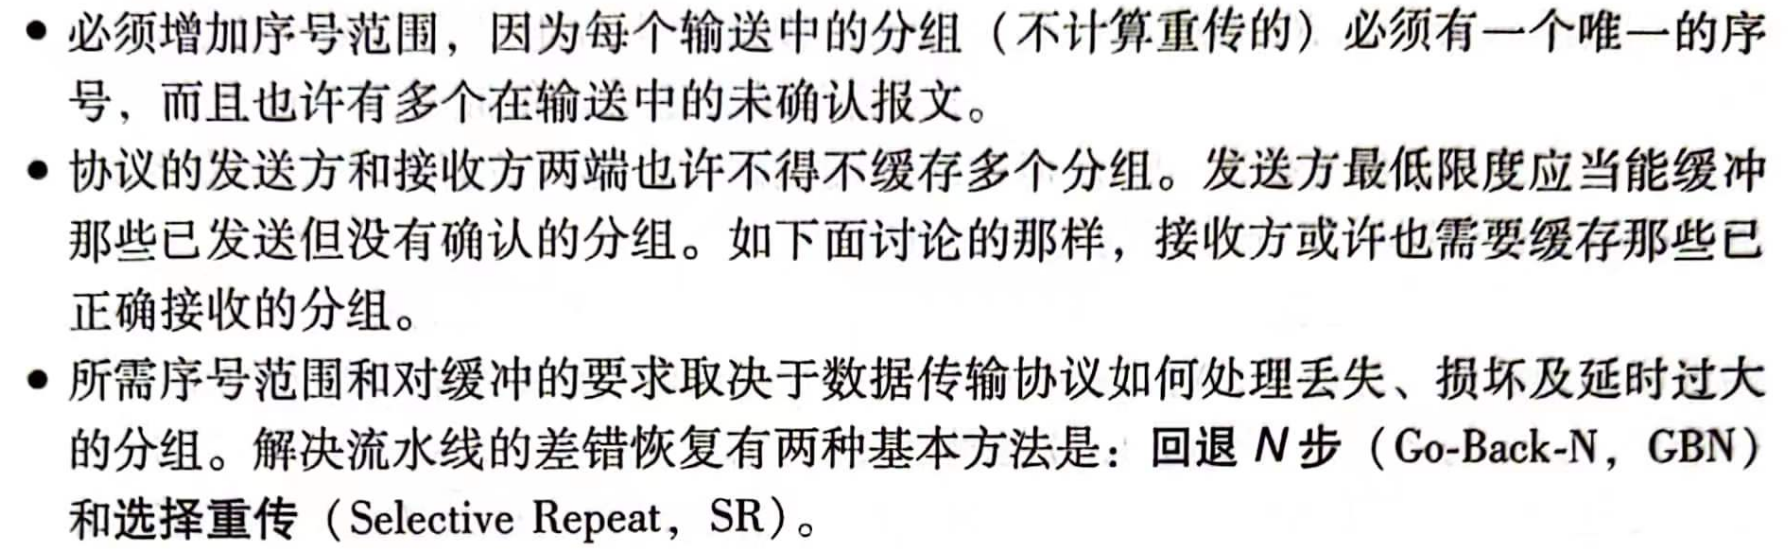 ● 必须增加序号范围，因为每个输送中的分组（不计算重传的）必须有一个唯一的序
号，而且也许有多个在输送中的未确认报文。
● 协议的发送方和接收方两端也许不得不缓存多个分组。发送方最低限度应当能缓冲
那些已发送但没有确认的分组。如下面讨论的那样，接收方或许也需要缓存那些已
正确接收的分组。
● 所需序号范围和对缓冲的要求取决于数据传输协议如何处理丢失、损坏及延时过大
的分组。解决流水线的差错恢复有两种基本方法是：回退 N 步（Go-Back-N，GBN）
和选择重传（Selective Repeat，SR）。